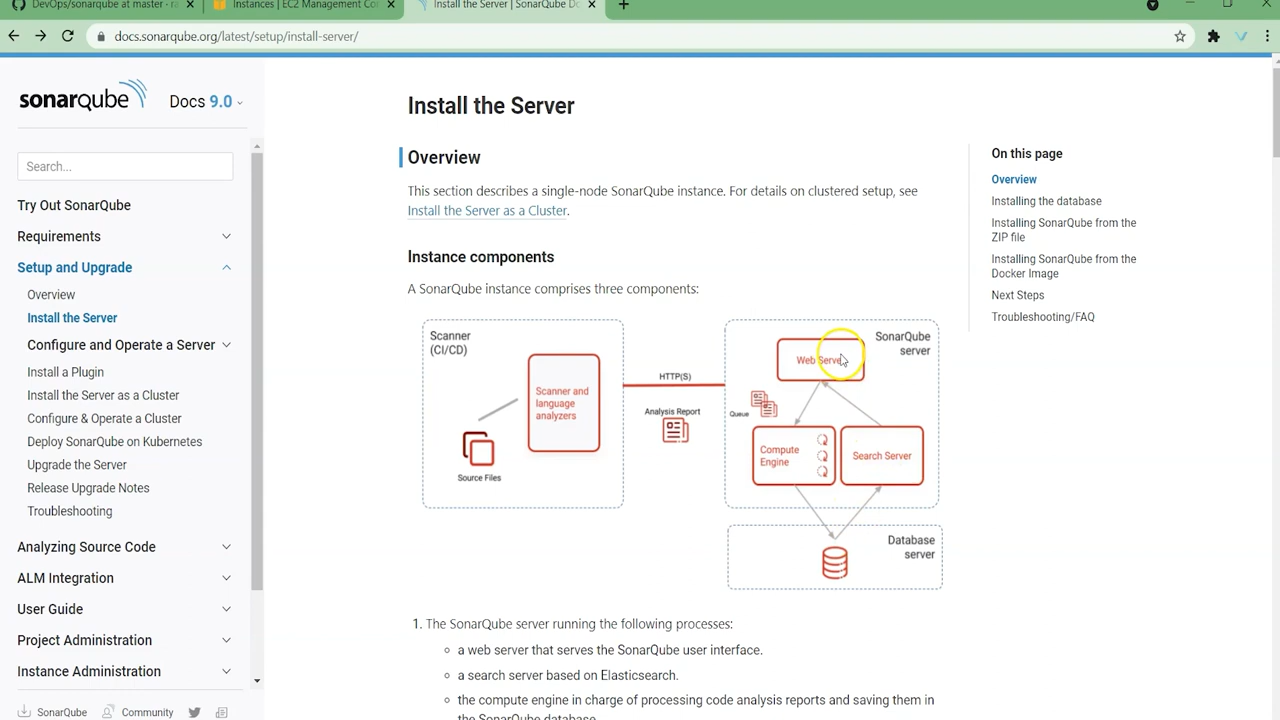 DevOps/sonarqube at master · ra
Instances | EC2 Management Con
Install the Server | SonarQube Do
docs.sonarqube.org/latest/setup/install-server/
sonarqube
Docs 9.0
Search...
Try Out SonarQube
Requirements
Setup and Upgrade
Overview
Install the Server
Configure and Operate a Server
Install a Plugin
Install the Server as a Cluster
Configure & Operate a Cluster
Deploy SonarQube on Kubernetes
Upgrade the Server
Release Upgrade Notes
Troubleshooting
Analyzing Source Code
ALM Integration
User Guide
Project Administration
Instance Administration
SonarQube
Community
Install the Server
Overview
This section describes a single-node SonarQube instance. For details on clustered setup, see
Install the Server as a Cluster.
Instance components
A SonarQube instance comprises three components:
Scanner
(CI/CD)
Scanner and
language
analyzers
Source Files
HTTP(S)
Analysis Report
SonarQube
server
Web Server
Queue
Compute
Engine
Search Server
Database
server
1. The SonarQube server running the following processes:
a web server that serves the SonarQube user interface.
a search server based on Elasticsearch.
the compute engine in charge of processing code analysis reports and saving them in
the SonarQube database.
On this page
Overview
Installing the database
Installing SonarQube from the
ZIP file
Installing SonarQube from the
Docker Image
Next Steps
Troubleshooting/FAQ